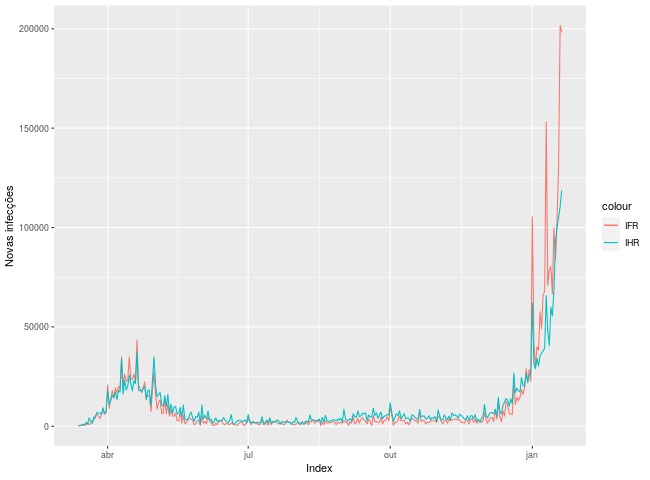 200000
150000
100000
50000
0
Novas infecções
abr jul out jan
Index
colour
IFR
IHR